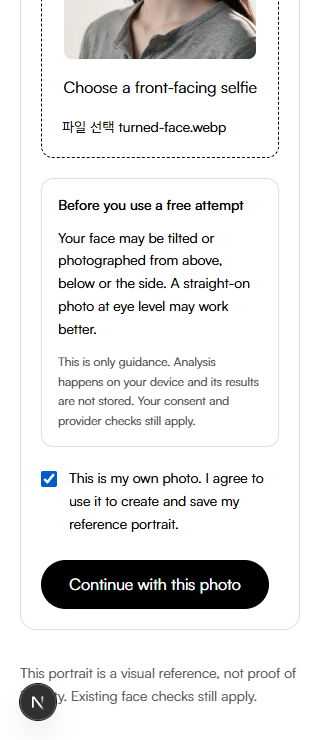 Choose a front-facing selfie
파일 선택 turned-face.webp
Before you use a free attempt
Your face may be tilted or
photographed from above,
below or the side. A straight-on
photo at eye level may work
better.
This is only guidance. Analysis
happens on your device and its results
are not stored. Your consent and
provider checks still apply.
This is my own photo. I agree to
use it to create and save my
reference portrait.
Continue with this photo
This portrait is a visual reference, not proof of
Existing face checks still apply.
N